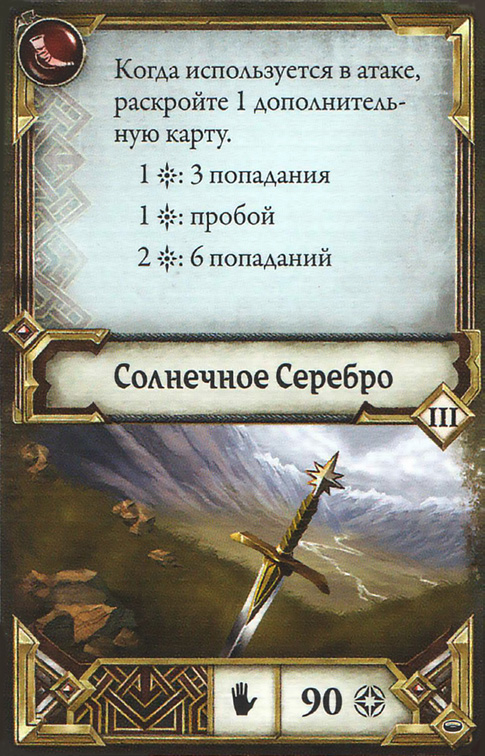 Когда используется в атаке,
раскройте 1 дополнитель-
ную карту.
1 : 3 попадания
1 : пробой
2 : 6 попаданий
Солнечное Серебро
III
90